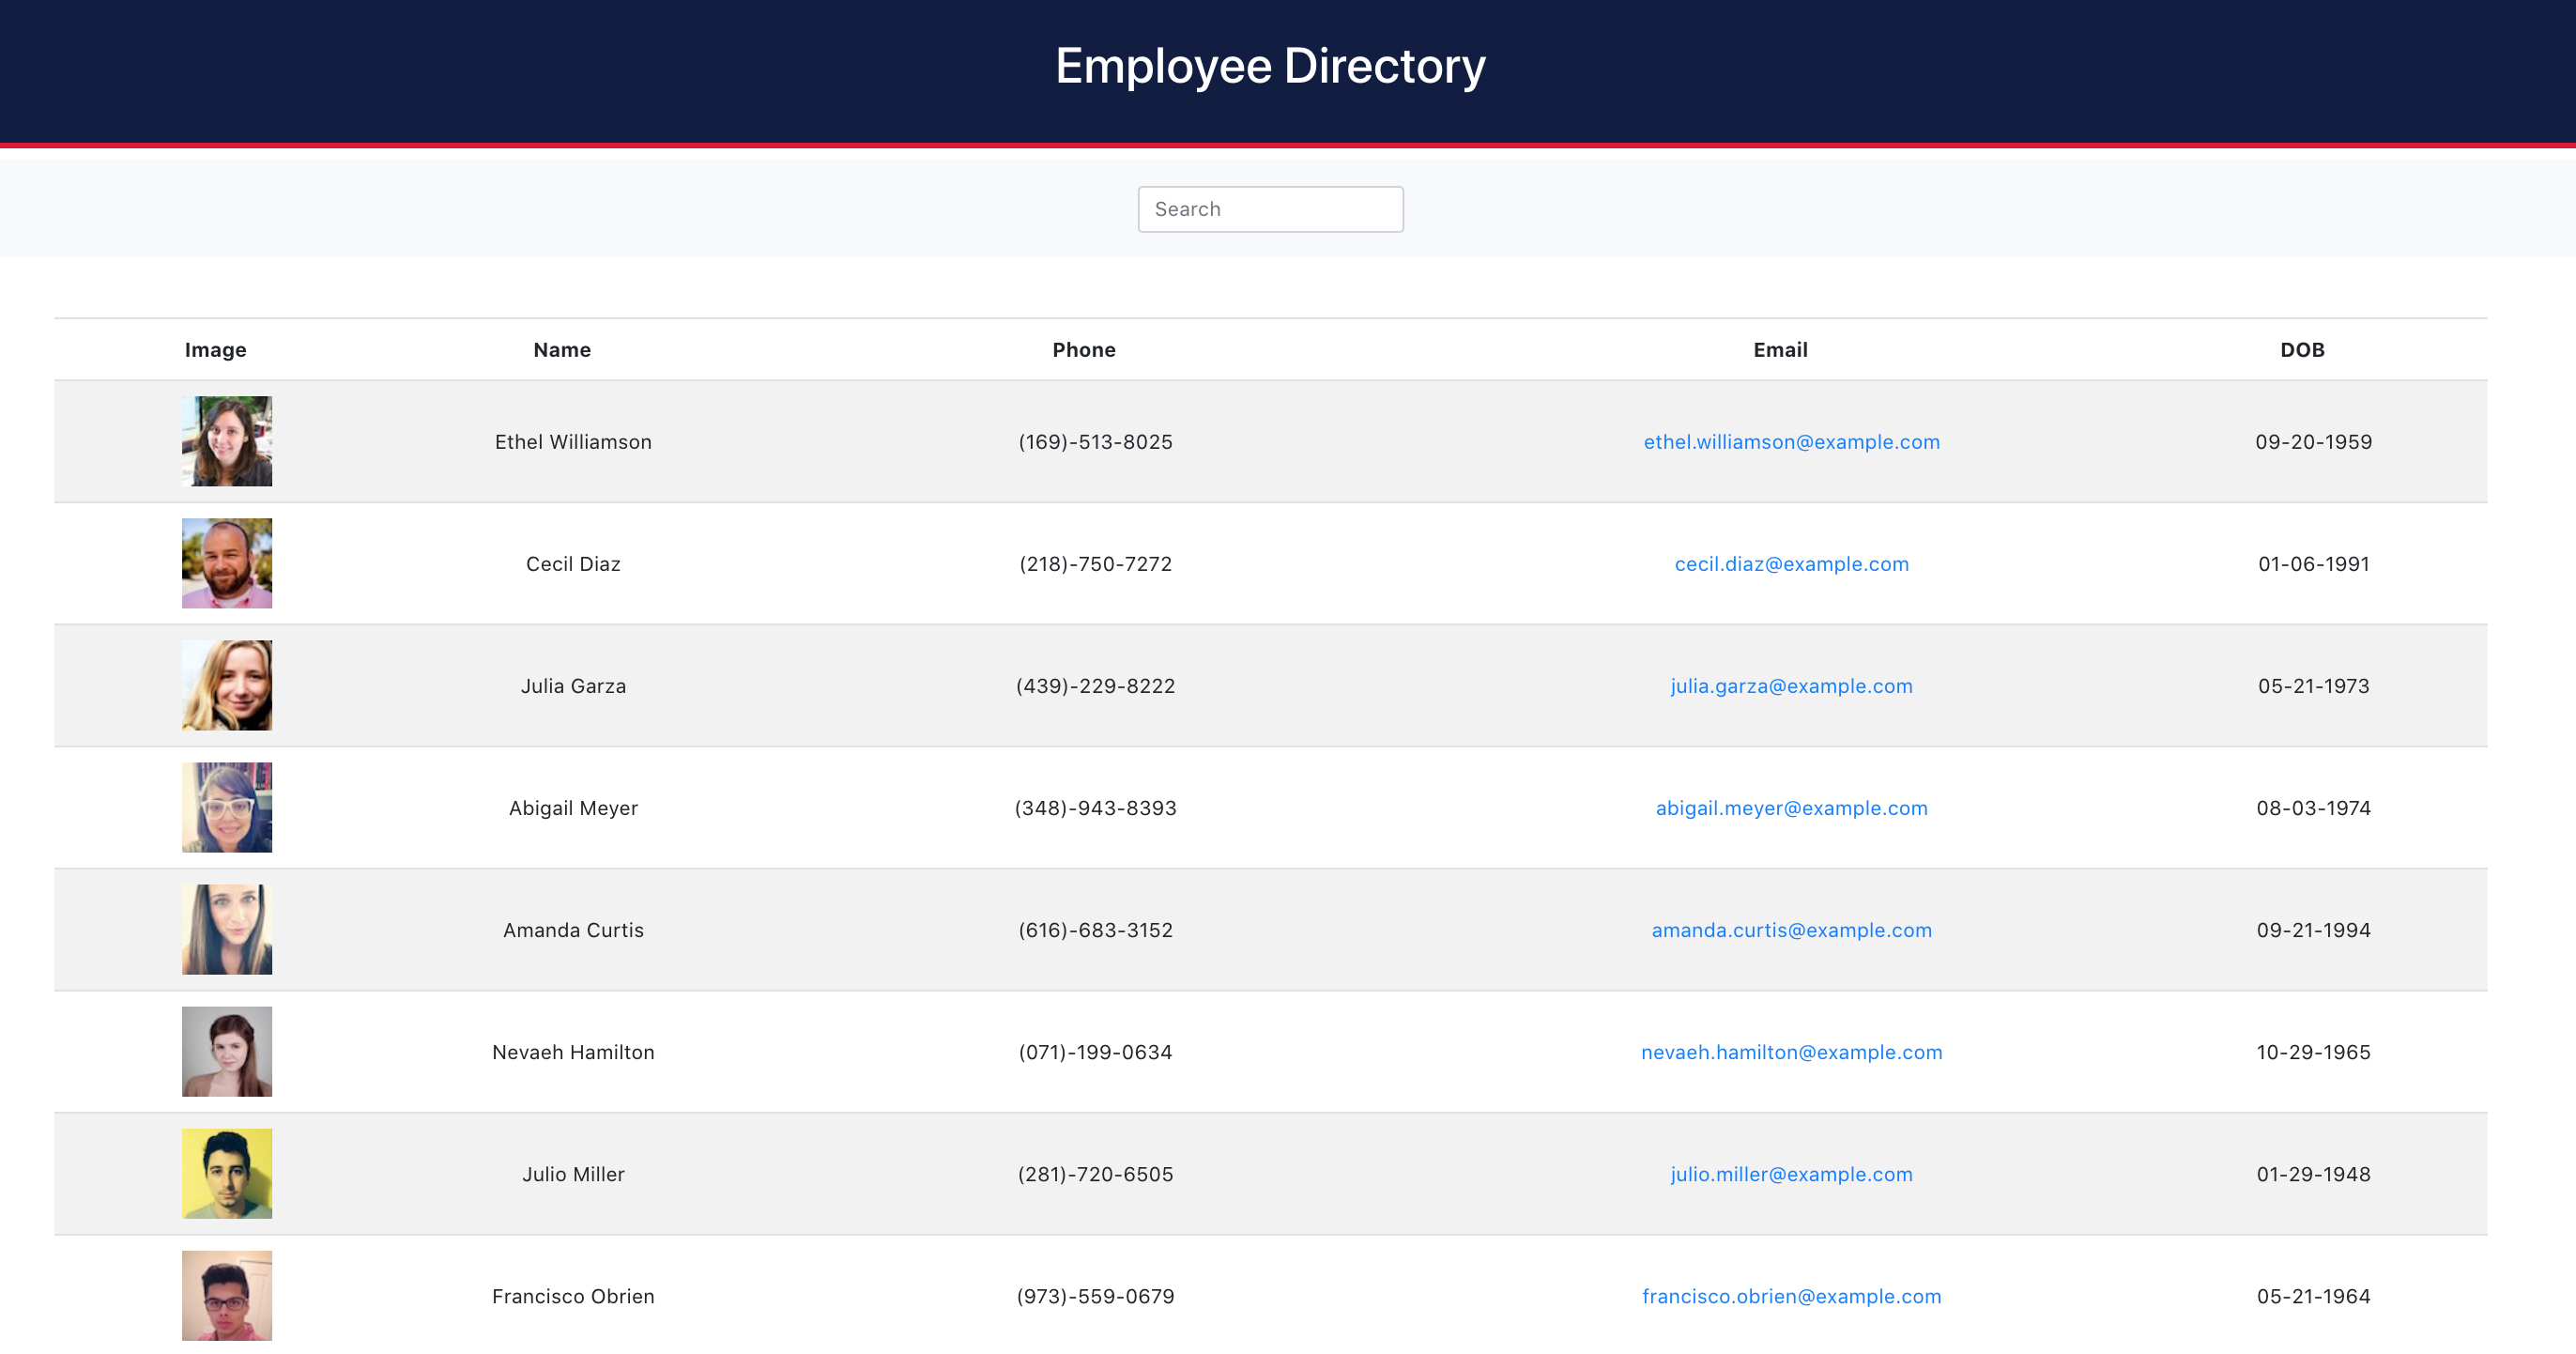 Employee Directory
Search
Image Name Phone Email DOB
Ethel Williamson (169)-513-8025 ethel.williamson@example.com 09-20-1959
Cecil Diaz (218)-750-7272 cecil.diaz@example.com 01-06-1991
Julia Garza (439)-229-8222 julia.garza@example.com 05-21-1973
Abigail Meyer (348)-943-8393 abigail.meyer@example.com 08-03-1974
Amanda Curtis (616)-683-3152 amanda.curtis@example.com 09-21-1994
Nevaeh Hamilton (071)-199-0634 nevaeh.hamilton@example.com 10-29-1965
Julio Miller (281)-720-6505 julio.miller@example.com 01-29-1948
Francisco Obrien (973)-559-0679 francisco.obrien@example.com 05-21-1964